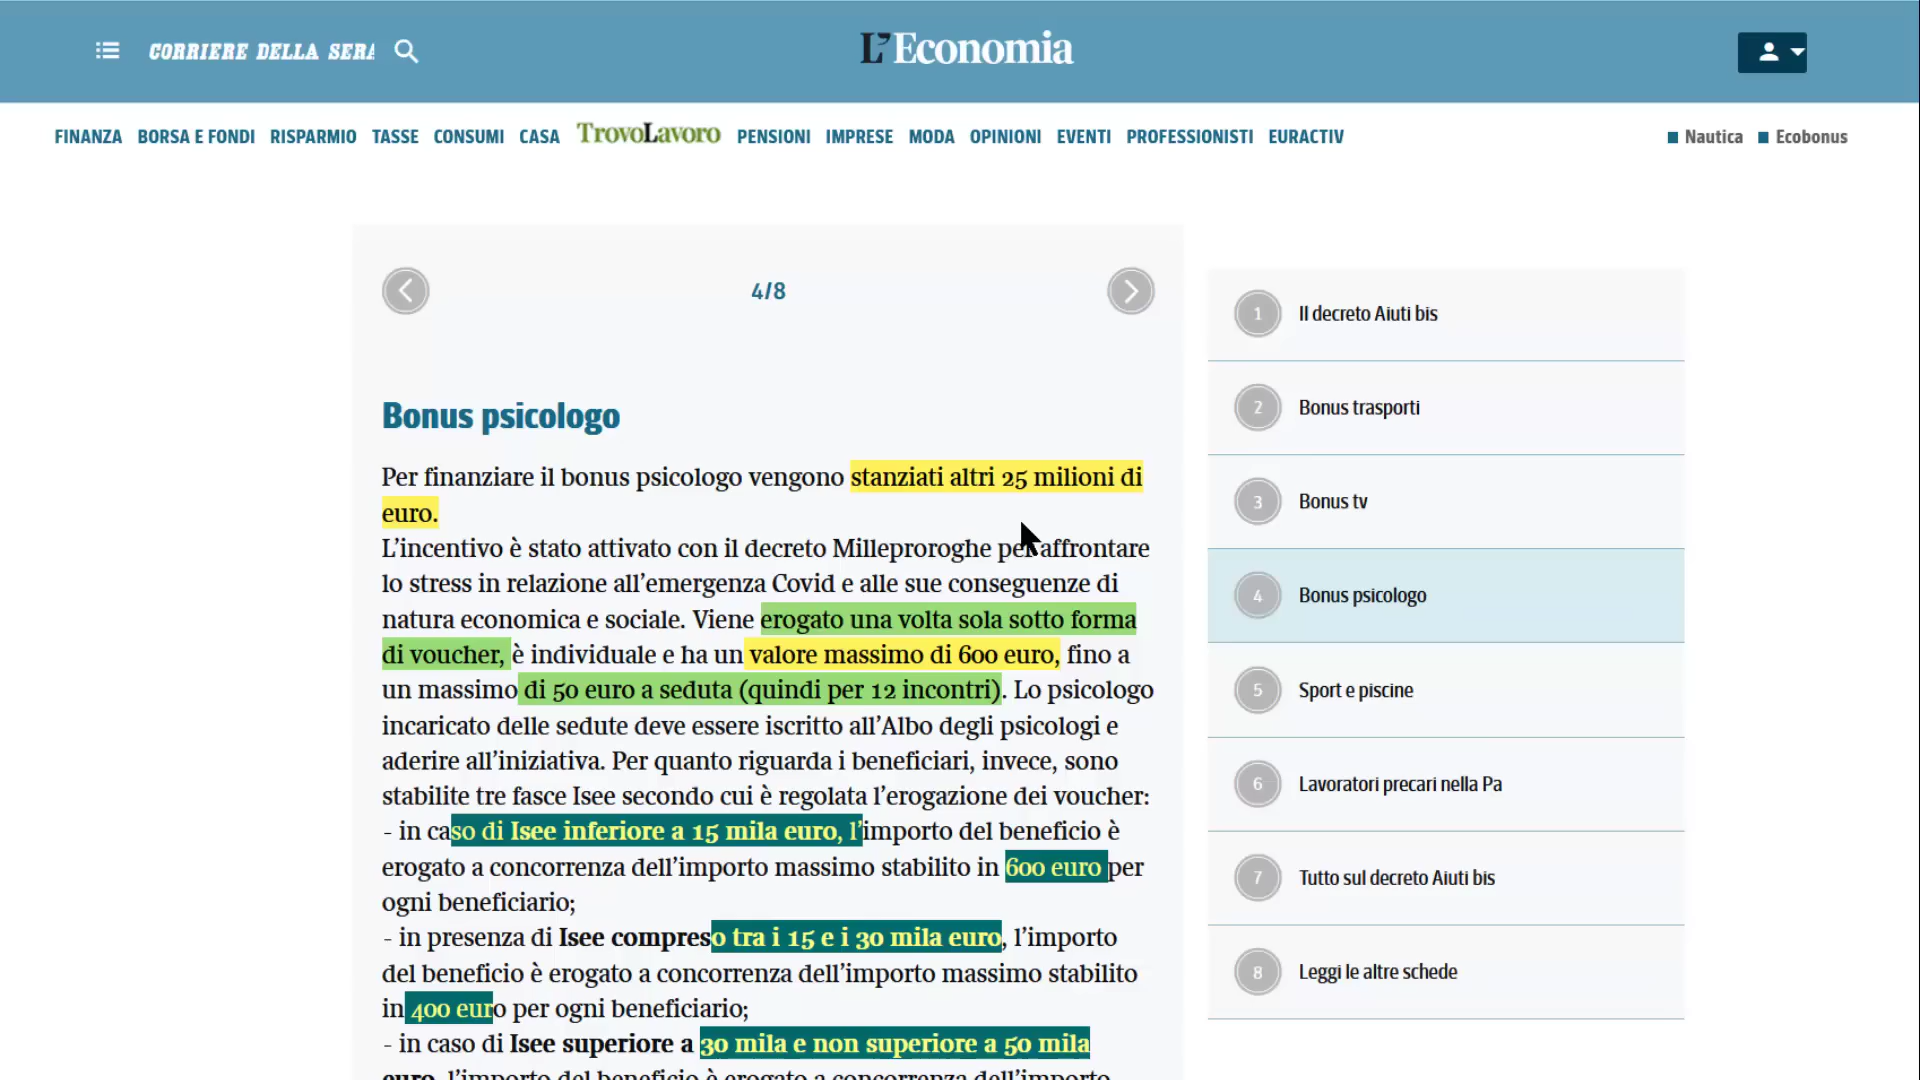 CORRIERE DELLA SERA
L'Economia
FINANZA BORSA E FONDI RISPARMIO TASSE CONSUMI CASA TrovoLavoro PENSIONI IMPRESE MODA OPINIONI EVENTI PROFESSIONISTI EURACTIV Nautica Ecobonus
4/8
Bonus psicologo
Per finanziare il bonus psicologo vengono stanziati altri 25 milioni di
euro.
L'incentivo è stato attivato con il decreto Milleproroghe per affrontare
lo stress in relazione all'emergenza Covid e alle sue conseguenze di
natura economica e sociale. Viene erogato una volta sola sotto forma
di voucher, è individuale e ha un valore massimo di 600 euro, fino a
un massimo di 50 euro a seduta (quindi per 12 incontri). Lo psicologo
incaricato delle sedute deve essere iscritto all'Albo degli psicologi e
aderire all'iniziativa. Per quanto riguarda i beneficiari, invece, sono
stabilite tre fasce Isee secondo cui è regolata l'erogazione dei voucher:
- in caso di Isee inferiore a 15 mila euro, l'importo del beneficio è
erogato a concorrenza dell'importo massimo stabilito in 600 euro per
ogni beneficiario;
- in presenza di Isee compreso tra i 15 e i 30 mila euro, l'importo
del beneficio è erogato a concorrenza dell'importo massimo stabilito
in 400 euro per ogni beneficiario;
- in caso di Isee superiore a 30 mila e non superiore a 50 mila
euro, l'importo del beneficio è erogato a concorrenza dell'importo
1 Il decreto Aiuti bis
2 Bonus trasporti
3 Bonus tv
4 Bonus psicologo
5 Sport e piscine
6 Lavoratori precari nella Pa
7 Tutto sul decreto Aiuti bis
8 Leggi le altre schede